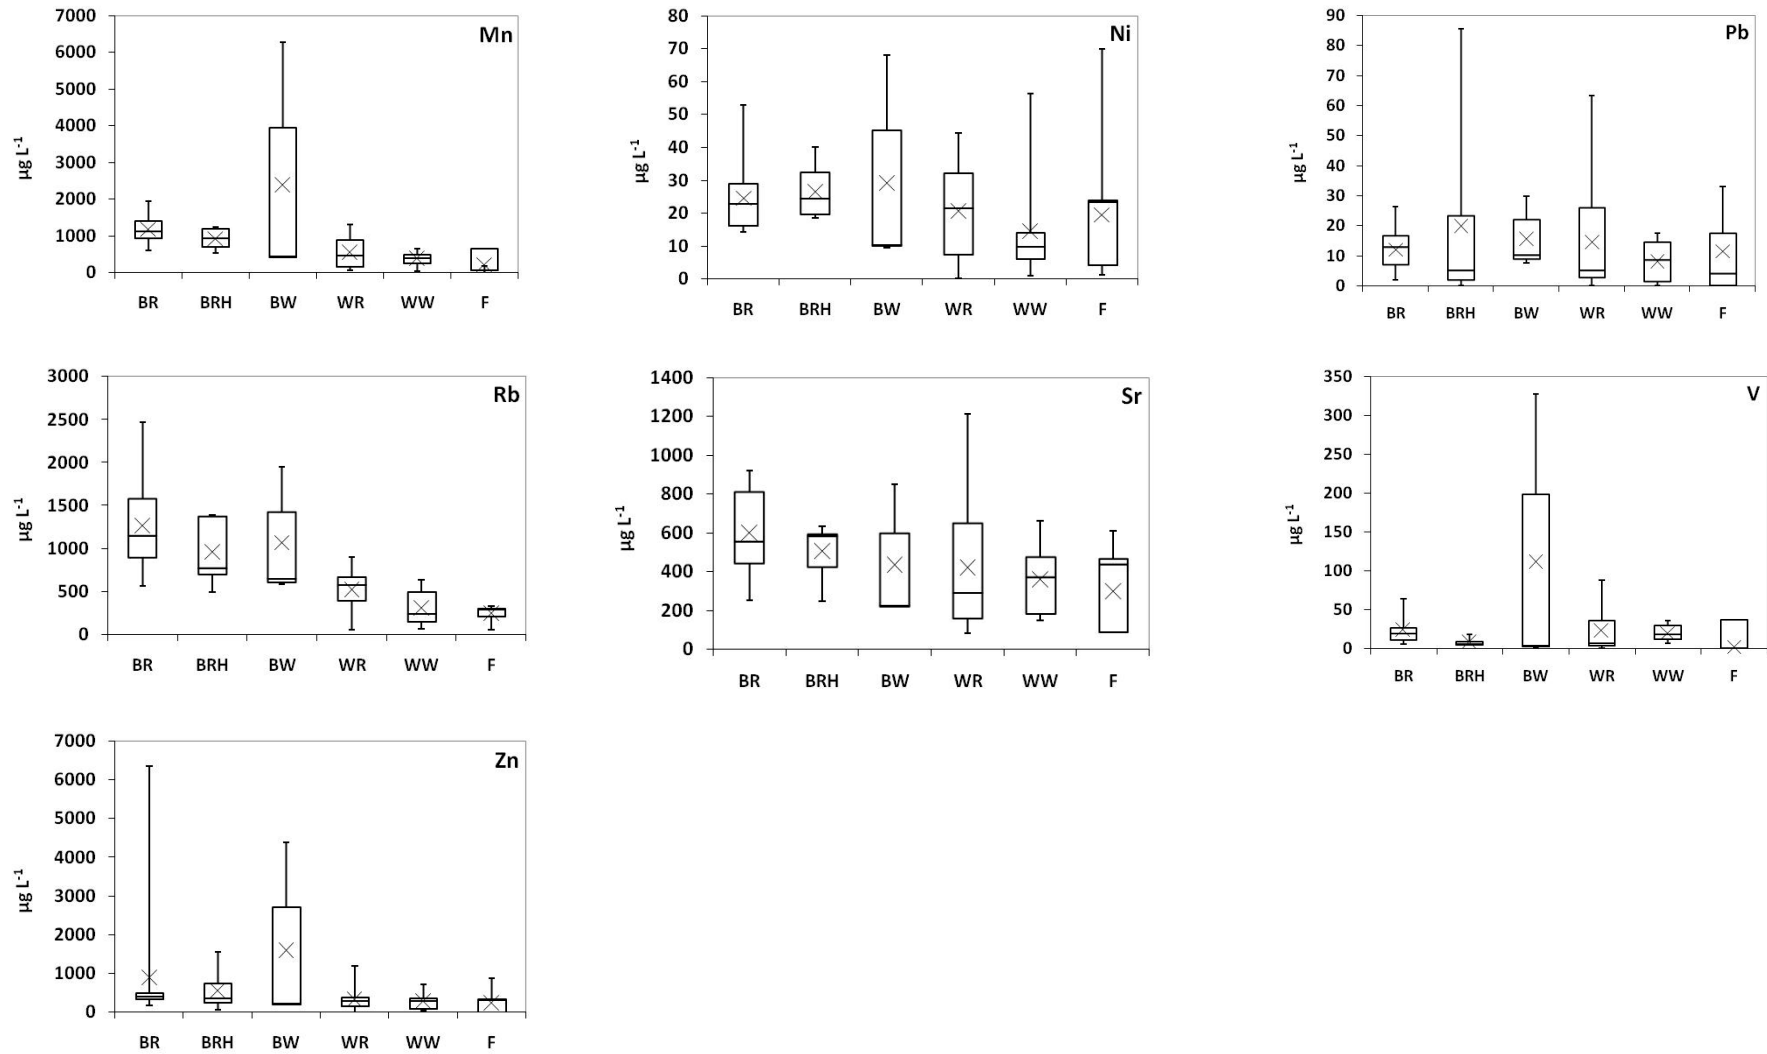 Mn
7000
6000
5000
4000
3000
2000
1000
0
µg L-1
BR BRH BW WR WW F
Ni
80
70
60
50
40
30
20
10
0
µg L-1
BR BRH BW WR WW F
Pb
90
80
70
60
50
40
30
20
10
0
µg L-1
BR BRH BW WR WW F
Rb
3000
2500
2000
1500
1000
500
0
µg L-1
BR BRH BW WR WW F
Sr
1400
1200
1000
800
600
400
200
0
µg L-1
BR BRH BW WR WW F
V
350
300
250
200
150
100
50
0
µg L-1
BR BRH BW WR WW F
Zn
7000
6000
5000
4000
3000
2000
1000
0
µg L-1
BR BRH BW WR WW F